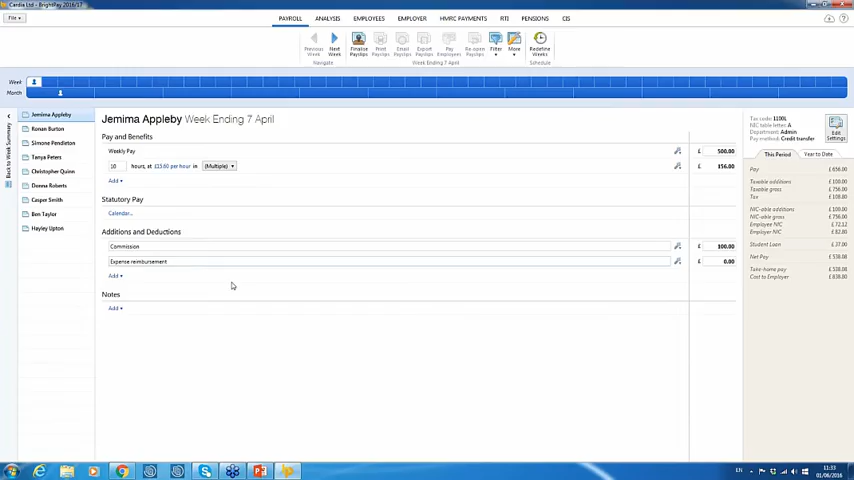 Cardia Ltd - BrightPay 2016/17
File
PAYROLL ANALYSIS EMPLOYEES EMPLOYER HMRC PAYMENTS RTI PENSIONS CIS
Previous Week
Next Week
Finalise Payslips
Print Payslips
Email Payslips
Export Payslips
Pay Employees
Re-open Payslips
Filter
More
Redefine Weeks
Navigate Week Ending 7 April Schedule
Week
Month
Back to Week Summary
Jemima Appleby
Ronan Burton
Simone Pendleton
Tanya Peters
Christopher Quinn
Donna Roberts
Casper Smith
Ben Taylor
Hayley Upton
Jemima Appleby Week Ending 7 April
Pay and Benefits
Weekly Pay £ 500.00
10 hours, at £15.60 per hour in (Multiple) £ 156.00
Add
Statutory Pay
Calendar...
Additions and Deductions
Commission £ 100.00
Expense reimbursement £ 0.00
Add
Notes
Add
Tax code: 1100L
NIC table letter: A
Department: Admin
Pay method: Credit transfer
Edit Settings
This Period Year to Date
Pay £ 656.00
Taxable additions £ 100.00
Taxable gross £ 756.00
Tax £ 108.80
NIC-able additions £ 100.00
NIC-able gross £ 756.00
Employee NIC £ 72.12
Employer NIC £ 82.80
Student Loan £ 37.00
Net Pay £ 538.08
Take-home pay £ 538.08
Cost to Employer £ 838.80
EN
11:33
01/06/2016